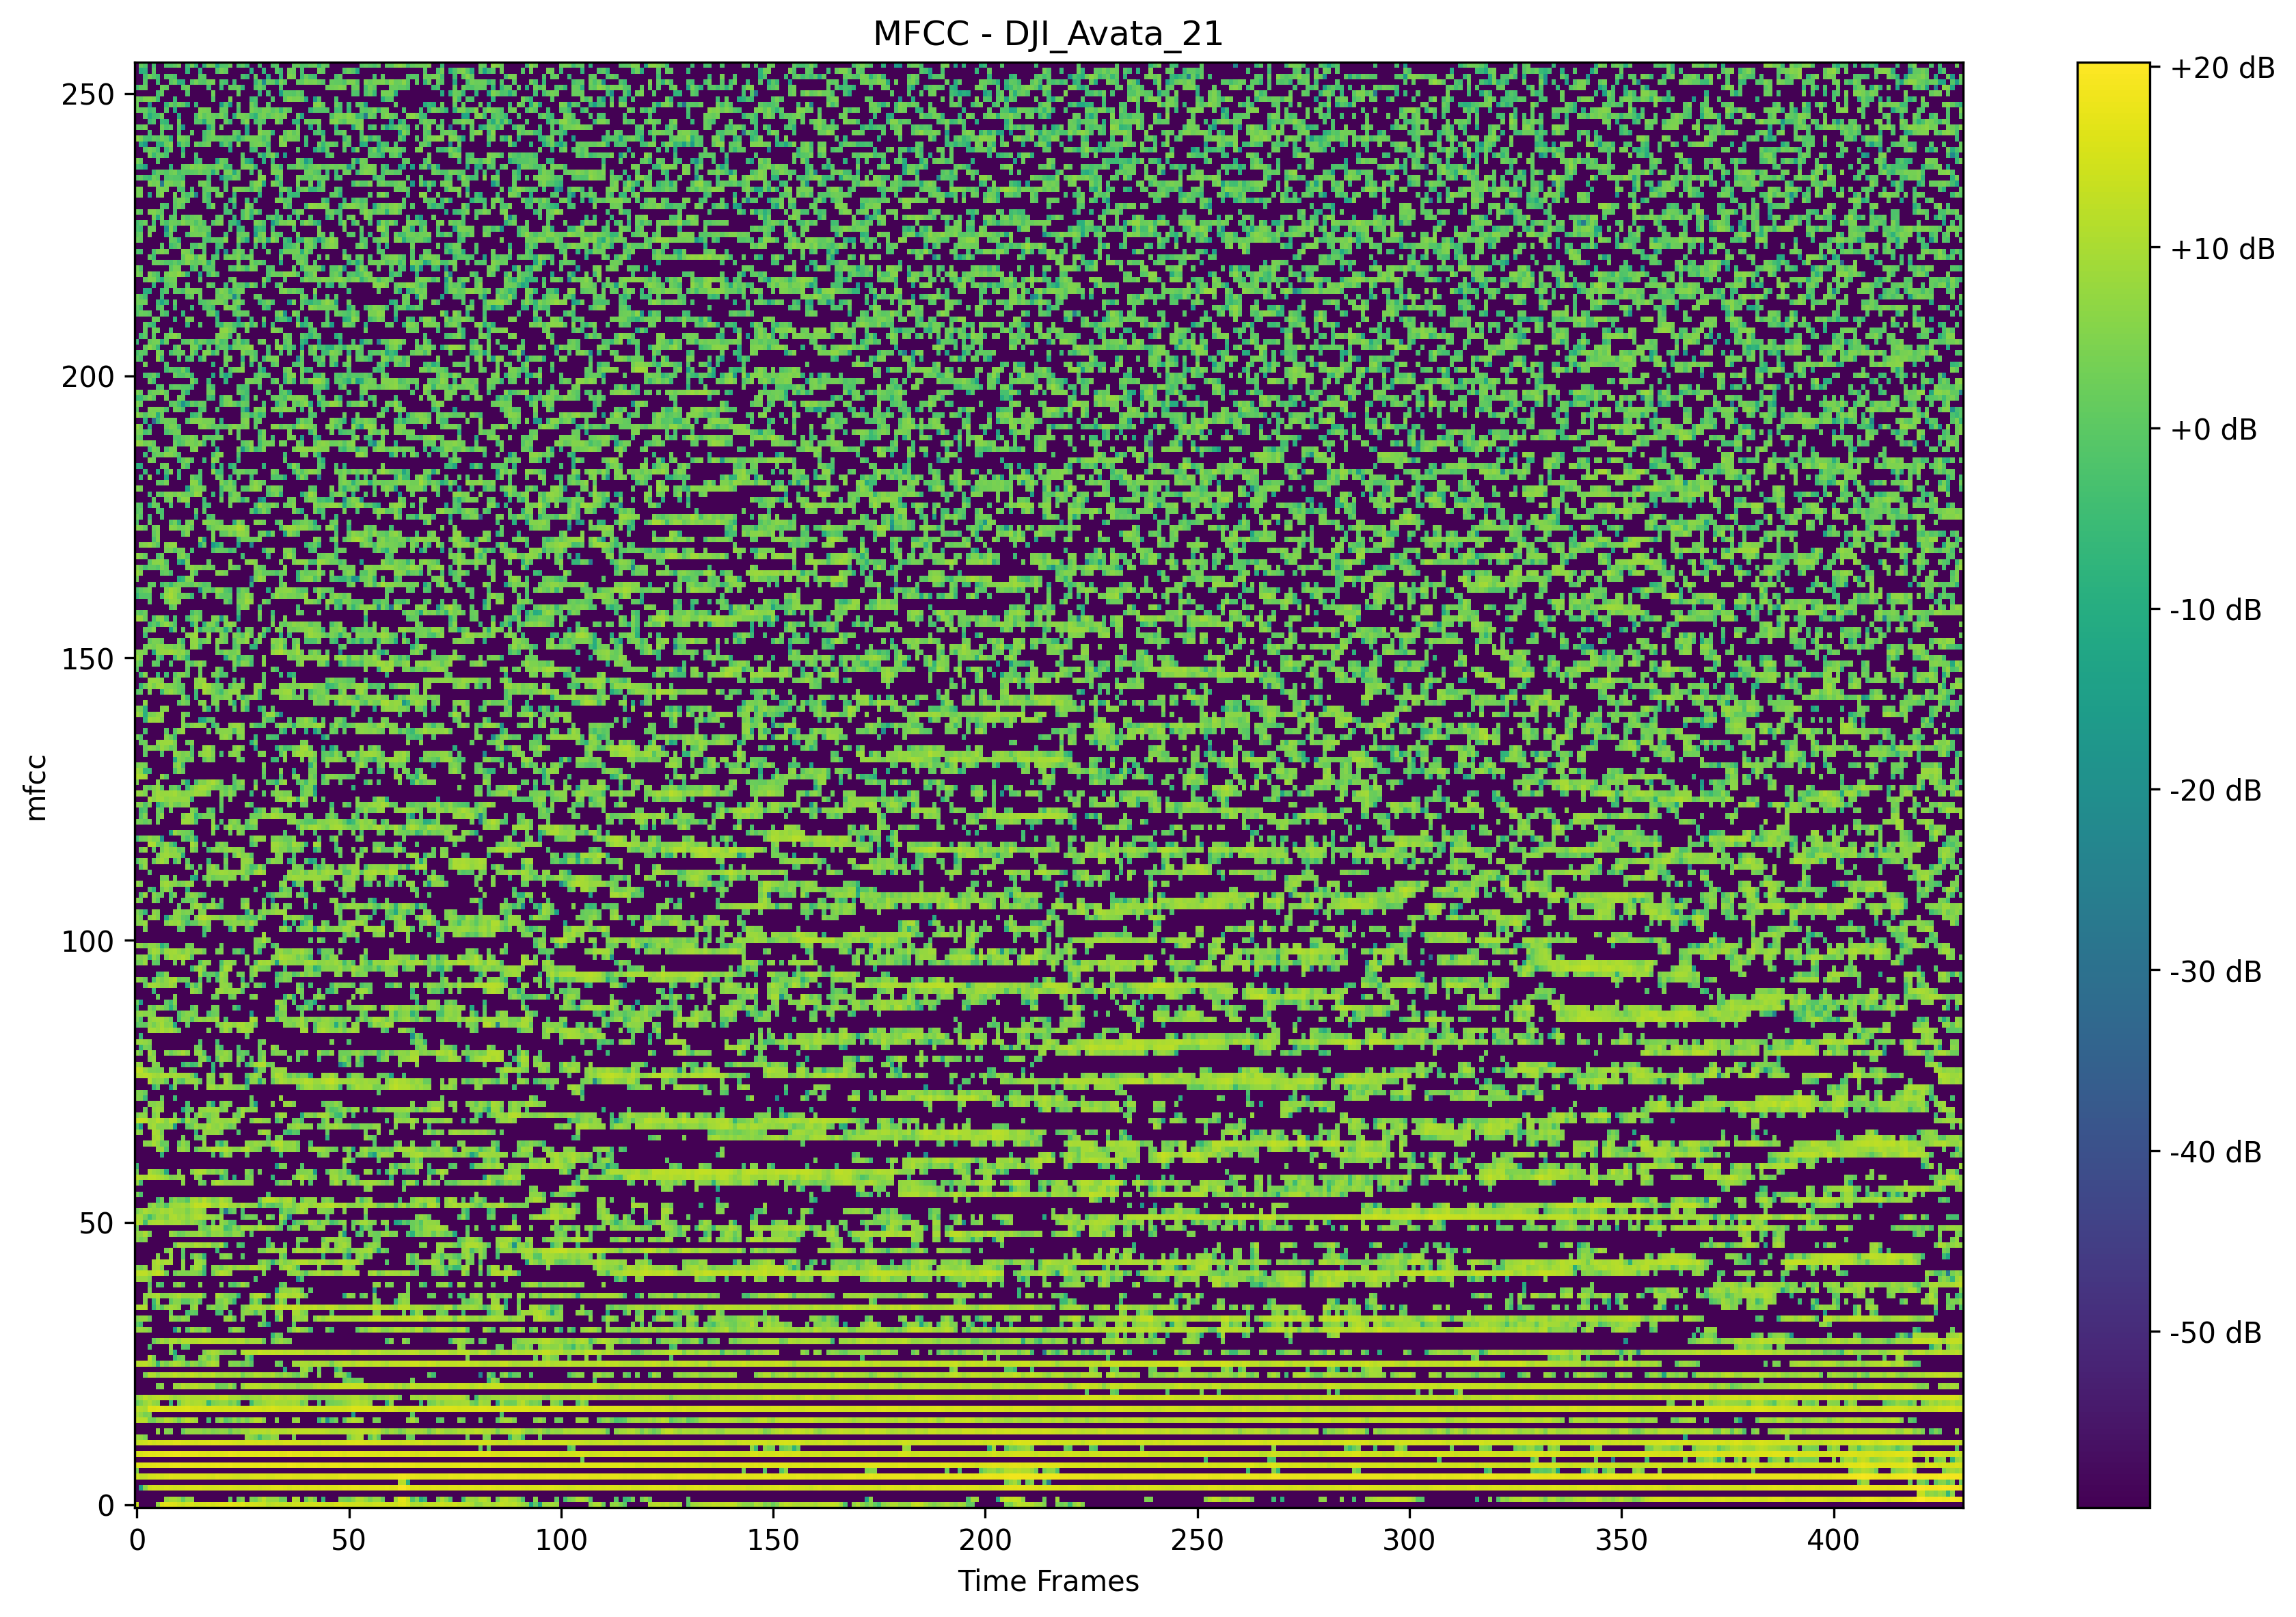 MFCC - DJI_Avata_21
250
200
150
100
50
0
mfcc
0 50 100 150 200 250 300 350 400
Time Frames
+20 dB
+10 dB
+0 dB
-10 dB
-20 dB
-30 dB
-40 dB
-50 dB